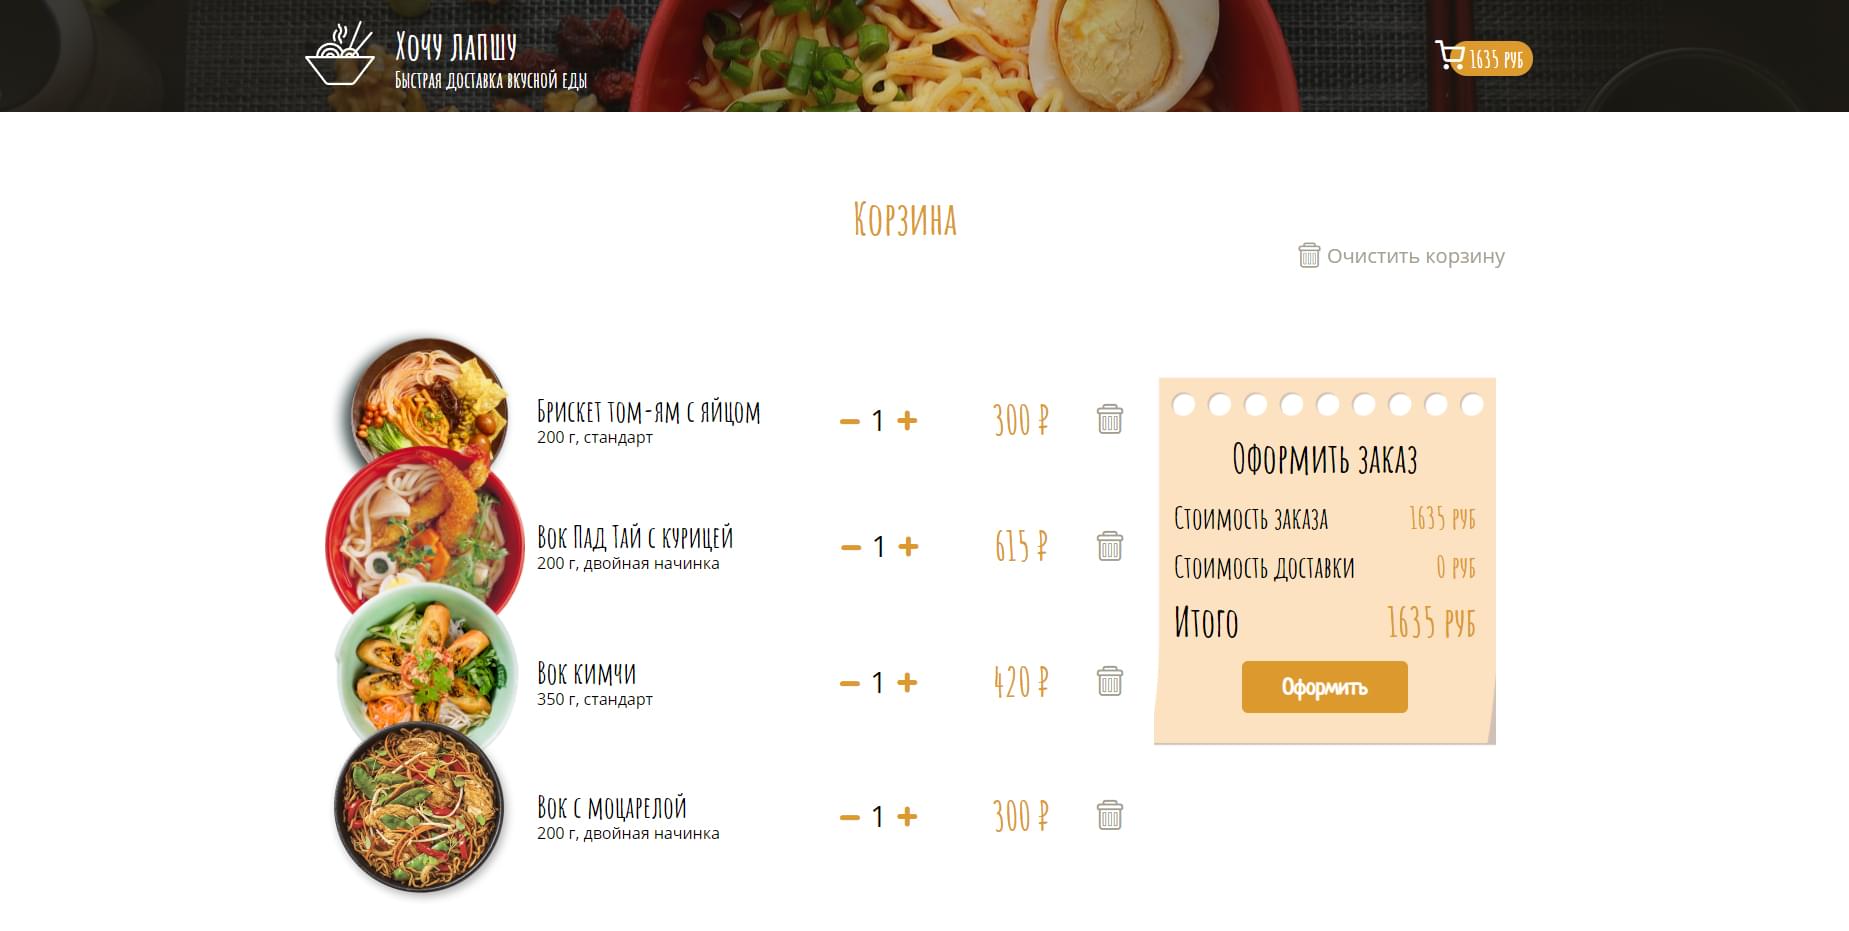 Хочу лапшу
Быстрая доставка вкусной еды
1635 руб
Корзина
Очистить корзину
Брискет том-ям с яйцом
200 г, стандарт
1
300 ₽
Вок Пад Тай с курицей
200 г, двойная начинка
1
615 ₽
Вок кимчи
350 г, стандарт
1
420 ₽
Вок с моцарелой
200 г, двойная начинка
1
300 ₽
Оформить заказ
Стоимость заказа 1635 руб
Стоимость доставки 0 руб
Итого 1635 руб
Оформить